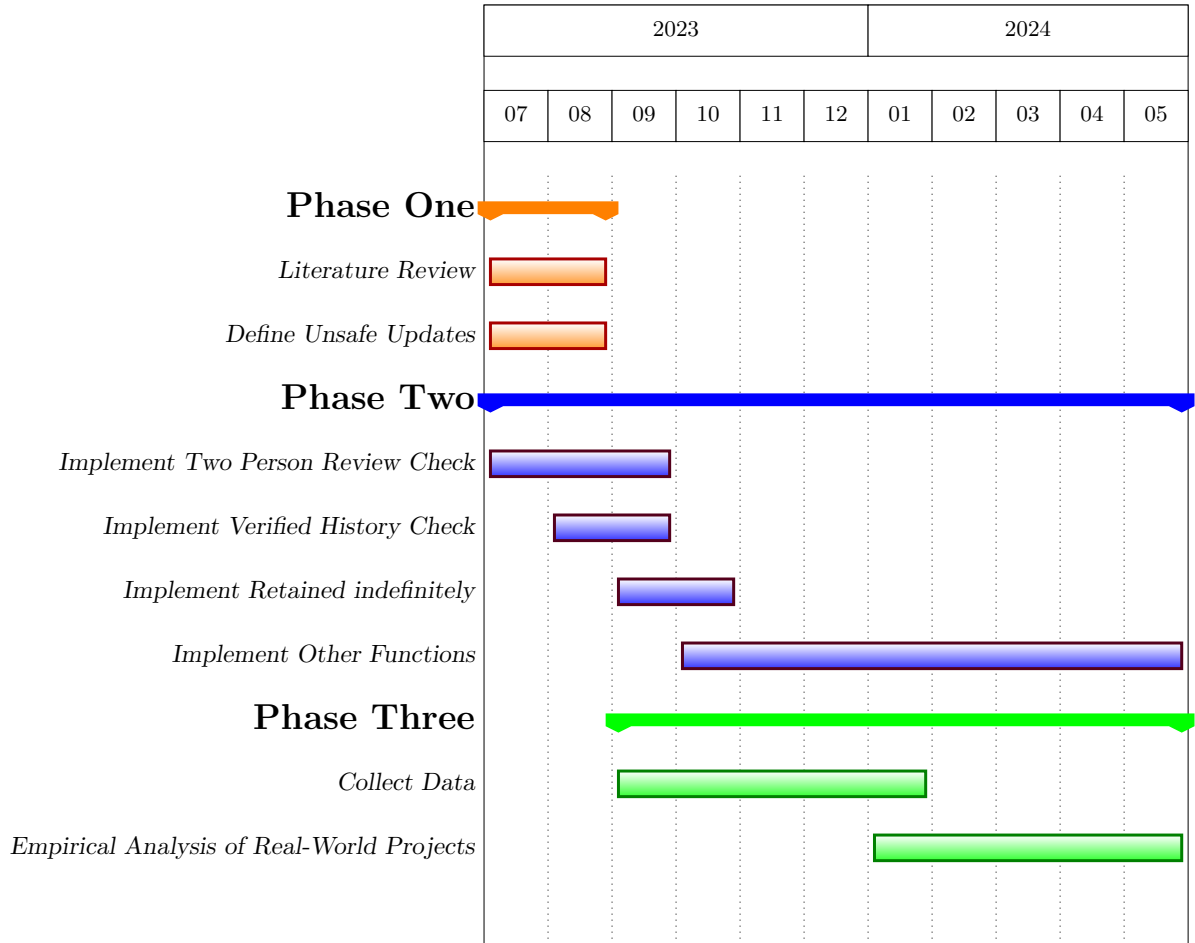 2023 2024
07 08 09 10 11 12 01 02 03 04 05
Phase One
Literature Review
Define Unsafe Updates
Phase Two
Implement Two Person Review Check
Implement Verified History Check
Implement Retained indefinitely
Implement Other Functions
Phase Three
Collect Data
Empirical Analysis of Real-World Projects